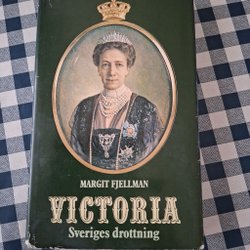 MARGIT FJELLMAN
VICTORIA
Sveriges drottning